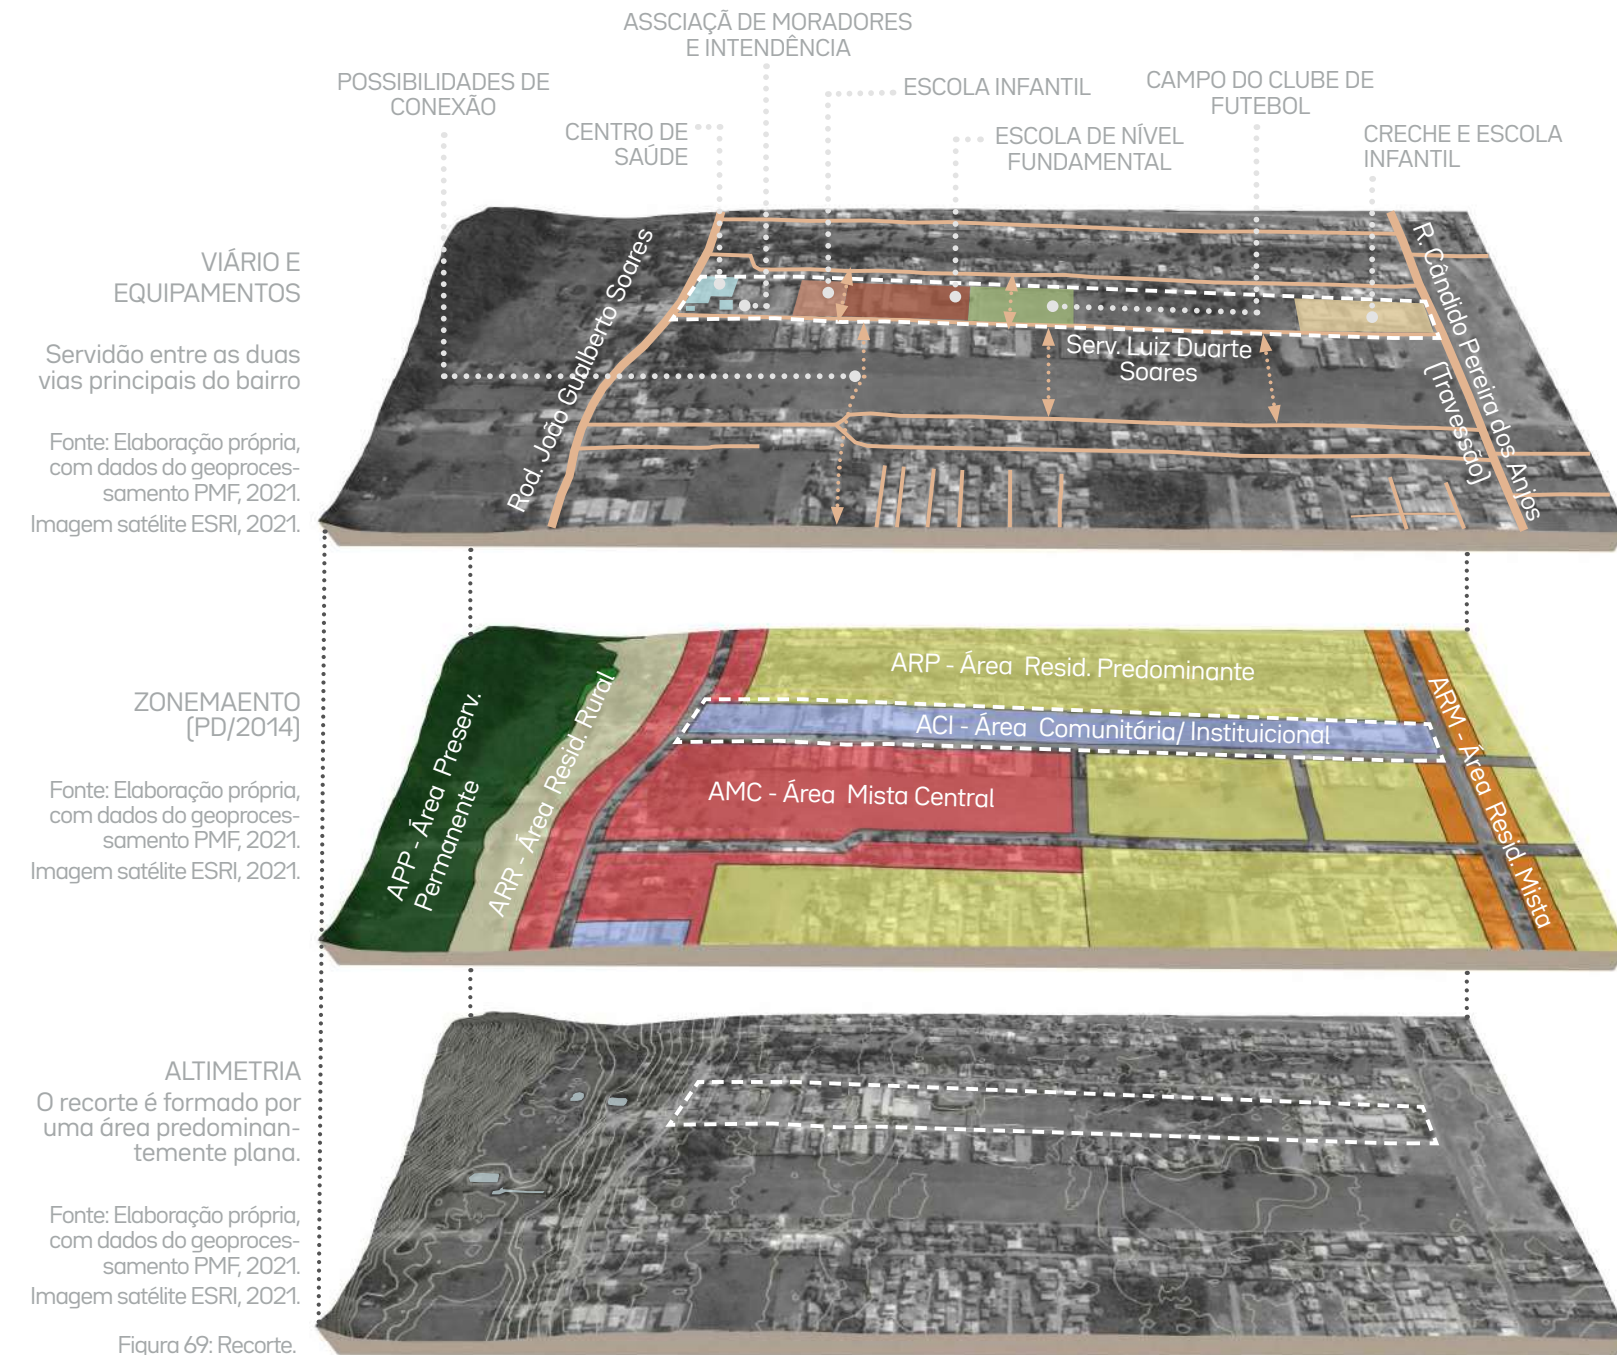 ASSCIAÇÃ DE MORADORES
E INTENDÊNCIA
POSSIBILIDADES DE
CONEXÃO
CENTRO DE
SAÚDE
ESCOLA INFANTIL
ESCOLA DE NÍVEL
FUNDAMENTAL
CAMPO DO CLUBE DE
FUTEBOL
CRECHE E ESCOLA
INFANTIL
VIÁRIO E
EQUIPAMENTOS
Servidão entre as duas
vias principais do bairro
Fonte: Elaboração própria,
com dados do geoproces-
samento PMF, 2021.
Imagem satélite ESRI, 2021.
Rod. João Gualberto Soares
Serv. Luiz Duarte
Soares
R. Cândido Pereira dos Anjos
(Travessão)
ZONEMAENTO
(PD/2014)
Fonte: Elaboração própria,
com dados do geoproces-
samento PMF, 2021.
Imagem satélite ESRI, 2021.
APP - Área Preserv.
Permanente
ARR - Área Resid. Rural
ARP - Área Resid. Predominante
ACI - Área Comunitária/ Instituicional
AMC - Área Mista Central
ARM - Área Resid. Mista
ALTIMETRIA
O recorte é formado por
uma área predominan-
temente plana.
Fonte: Elaboração própria,
com dados do geoproces-
samento PMF, 2021.
Imagem satélite ESRI, 2021.
Figura 69: Recorte.